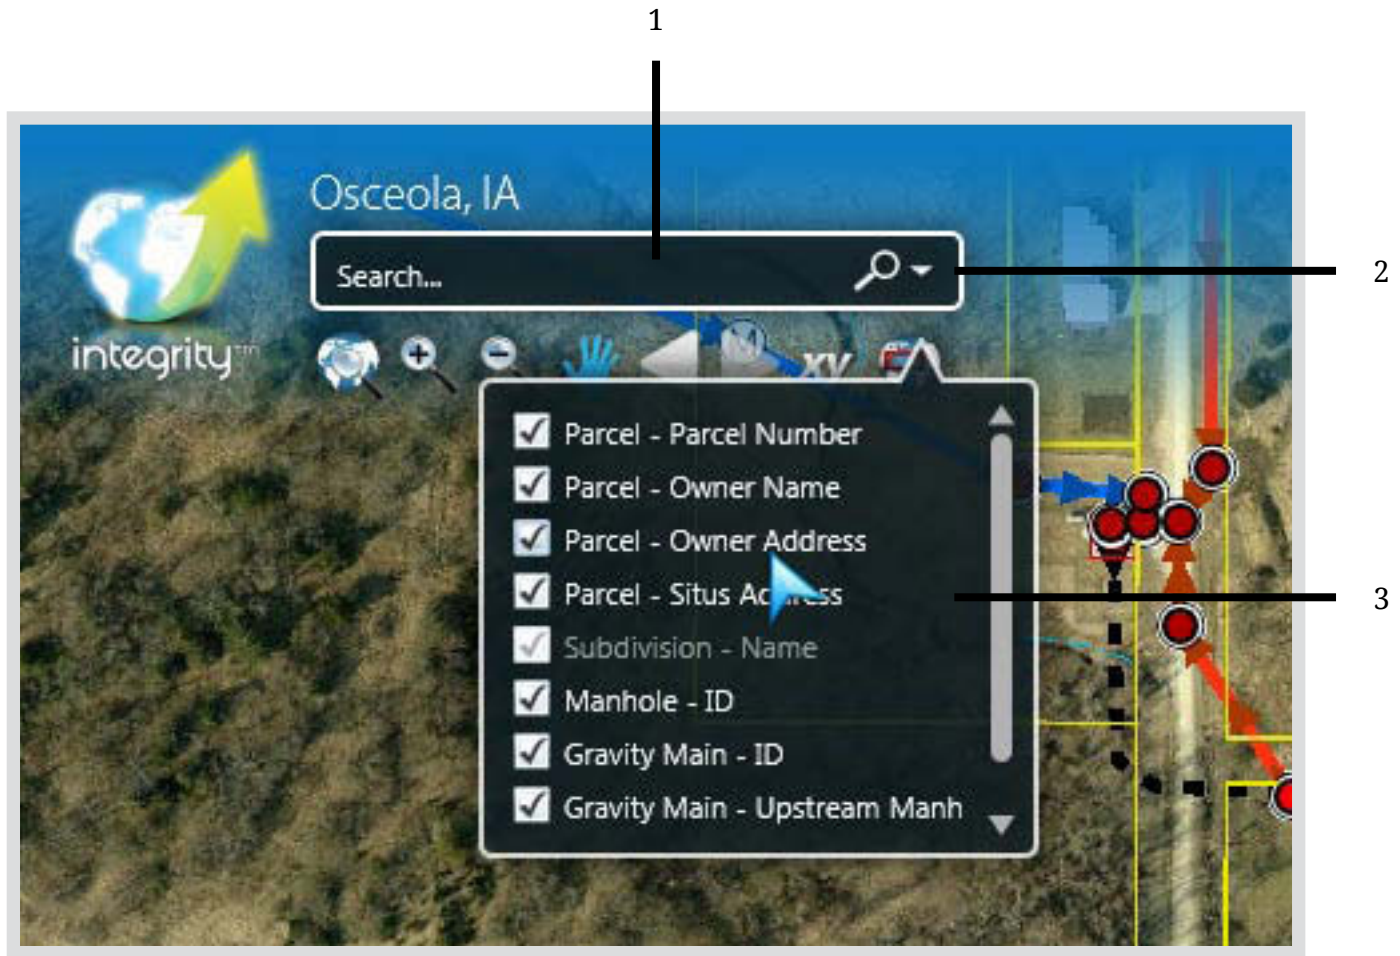 1
Osceola, IA
Search...
2
integrity™
XY
Parcel - Parcel Number
Parcel - Owner Name
Parcel - Owner Address
Parcel - Situs Address
3
Subdivision - Name
Manhole - ID
Gravity Main - ID
Gravity Main - Upstream Manh